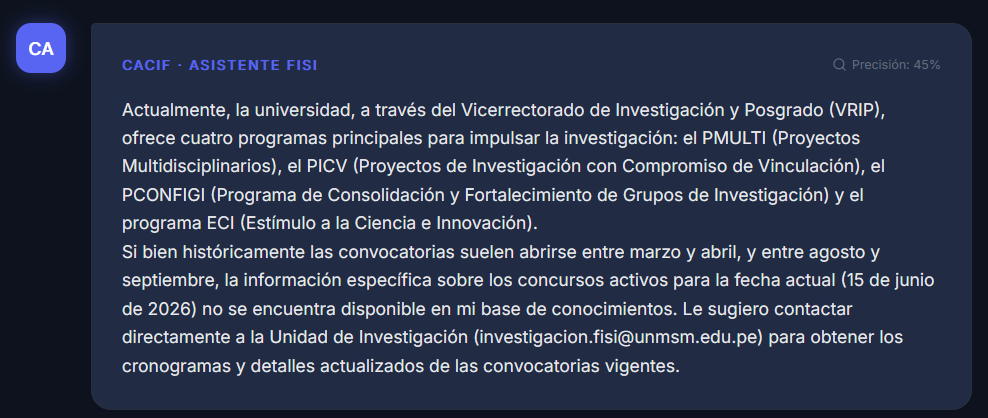 CA
CACIF · ASISTENTE FISI
Precisión: 45%
Actualmente, la universidad, a través del Vicerrectorado de Investigación y Posgrado (VRIP),
ofrece cuatro programas principales para impulsar la investigación: el PMULTI (Proyectos
Multidisciplinarios), el PICV (Proyectos de Investigación con Compromiso de Vinculación), el
PCONFIGI (Programa de Consolidación y Fortalecimiento de Grupos de Investigación) y el
programa ECI (Estímulo a la Ciencia e Innovación).
Si bien históricamente las convocatorias suelen abrirse entre marzo y abril, y entre agosto y
septiembre, la información específica sobre los concursos activos para la fecha actual (15 de junio
de 2026) no se encuentra disponible en mi base de conocimientos. Le sugiero contactar
directamente a la Unidad de Investigación (investigacion.fisi@unmsm.edu.pe) para obtener los
cronogramas y detalles actualizados de las convocatorias vigentes.